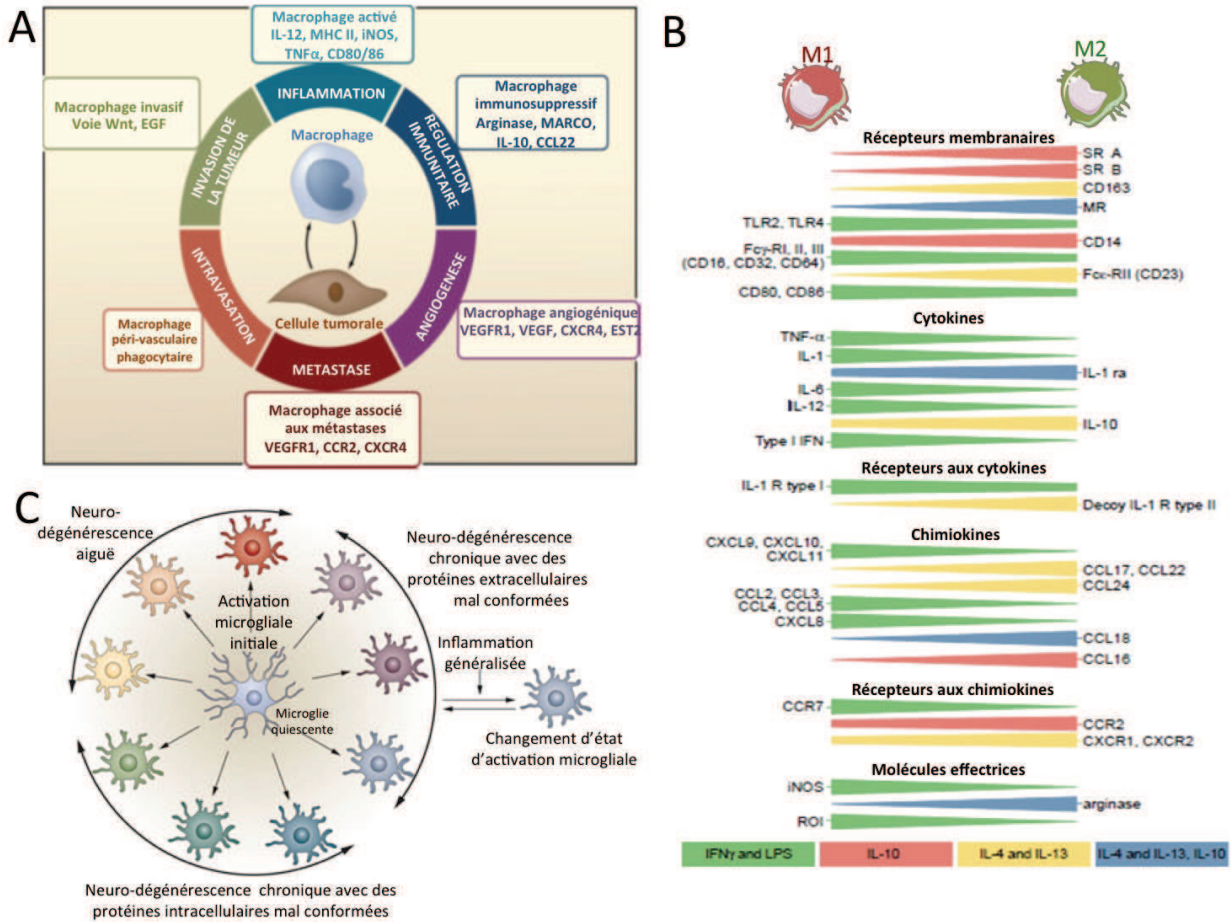 A
Macrophage activé
IL-12, MHC II, iNOS,
TNFα, CD80/86
Macrophage invasif
Voie Wnt, EGF
Macrophage
immunosuppressif
Arginase, MARCO,
IL-10, CCL22
INFLAMMATION
REGULATION
IMMUNITAIRE
ANGIOGENESE
METASTASE
INTRAVASATION
INVASION DE
LA TUMEUR
Macrophage
Cellule tumorale
Macrophage
péri-vasculaire
phagocytaire
Macrophage angiogénique
VEGFR1, VEGF, CXCR4, EST2
Macrophage associé
aux métastases
VEGFR1, CCR2, CXCR4
B
M1
M2
Récepteurs membranaires
SR A
SR B
CD163
MR
TLR2, TLR4
CD14
Fcγ-RI, II, III
(CD16, CD32, CD64)
Fcε-RII (CD23)
CD80, CD86
Cytokines
TNF-α
IL-1
IL-1 ra
IL-6
IL-12
IL-10
Type I IFN
Récepteurs aux cytokines
IL-1 R type I
Decoy IL-1 R type II
Chimiokines
CXCL9, CXCL10,
CXCL11
CCL17, CCL22
CCL24
CCL2, CCL3,
CCL4, CCL5
CXCL8
CCL18
CCL16
Récepteurs aux chimiokines
CCR7
CCR2
CXCR1, CXCR2
Molécules effectrices
iNOS
arginase
ROI
IFNγ and LPS
IL-10
IL-4 and IL-13
IL-4 and IL-13, IL-10
C
Neuro-
dégénérescence
aiguë
Neuro-dégénérescence
chronique avec des
protéines extracellulaires
mal conformées
Activation
microgliale
initiale
Inflammation
généralisée
Microglie
quiescente
Changement d'état
d'activation microgliale
Neuro-dégénérescence chronique avec des
protéines intracellulaires mal conformées